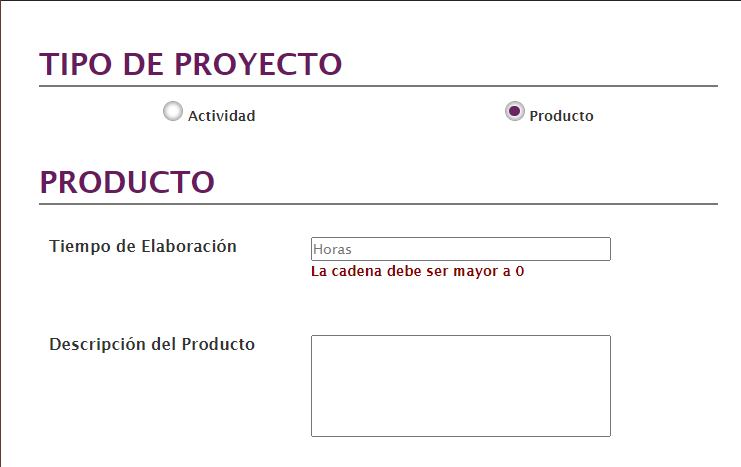 TIPO DE PROYECTO
Actividad Producto
PRODUCTO
Tiempo de Elaboración Horas
La cadena debe ser mayor a 0
Descripción del Producto